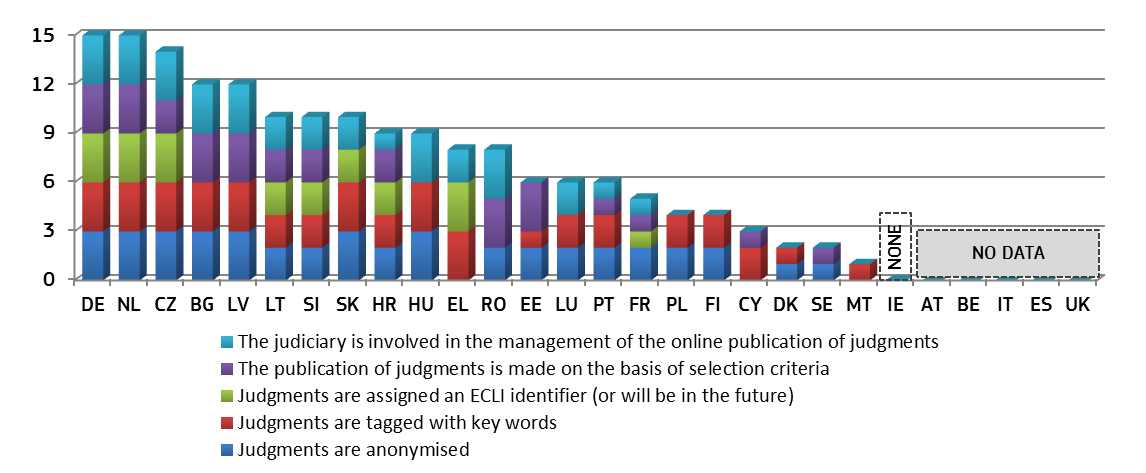 15
12
9
6
3
0
NONE
NO DATA
DE NL CZ BG LV LT SI SK HR HU EL RO EE LU PT FR PL FI CY DK SE MT IE AT BE IT ES UK
The judiciary is involved in the management of the online publication of judgments
The publication of judgments is made on the basis of selection criteria
Judgments are assigned an ECLI identifier (or will be in the future)
Judgments are tagged with key words
Judgments are anonymised